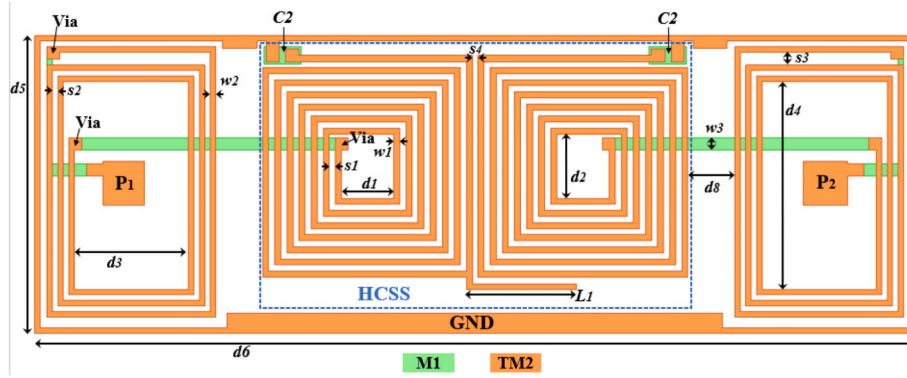 Via
C2
C2
s4
s3
d5
s2
w2
d4
Via
Via
w1
w3
s1
d2
P1
d1
d8
P2
d3
HCSS
L1
GND
d6
M1
TM2